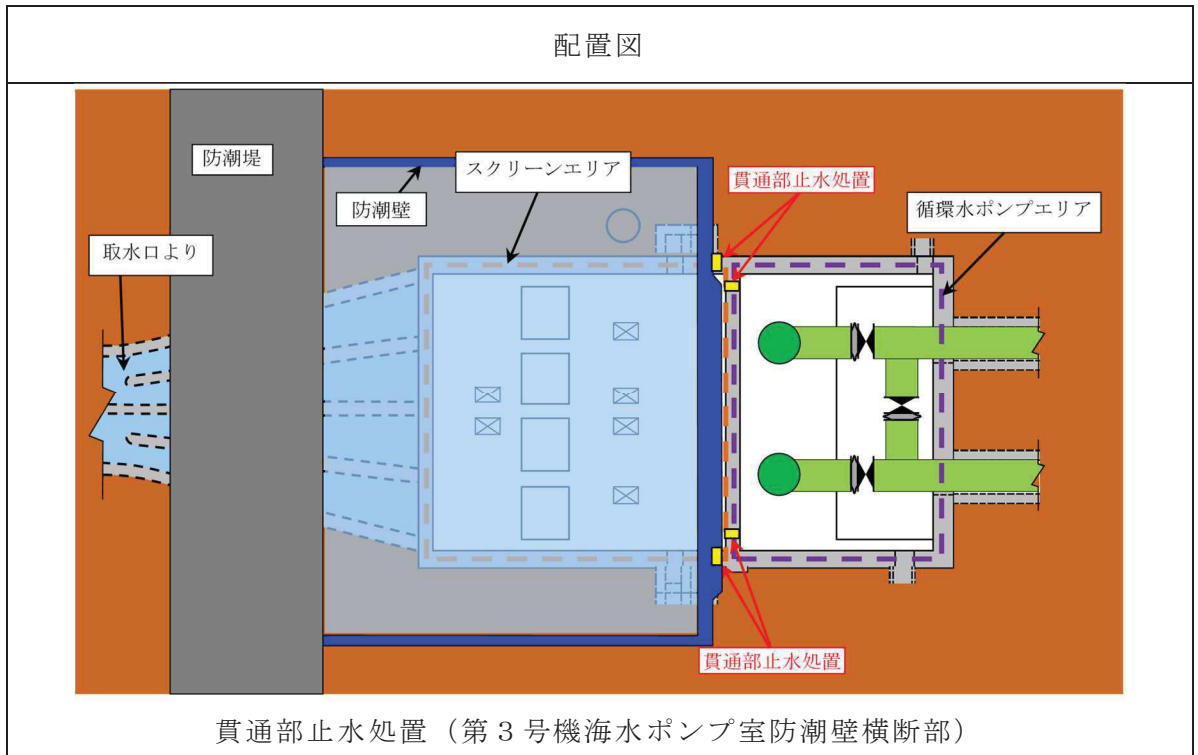 配置図
防潮堤
スクリーンエリア
貫通部止水処置
防潮壁
循環水ポンプエリア
取水口より
貫通部止水処置
貫通部止水処置（第３号機海水ポンプ室防潮壁横断部）